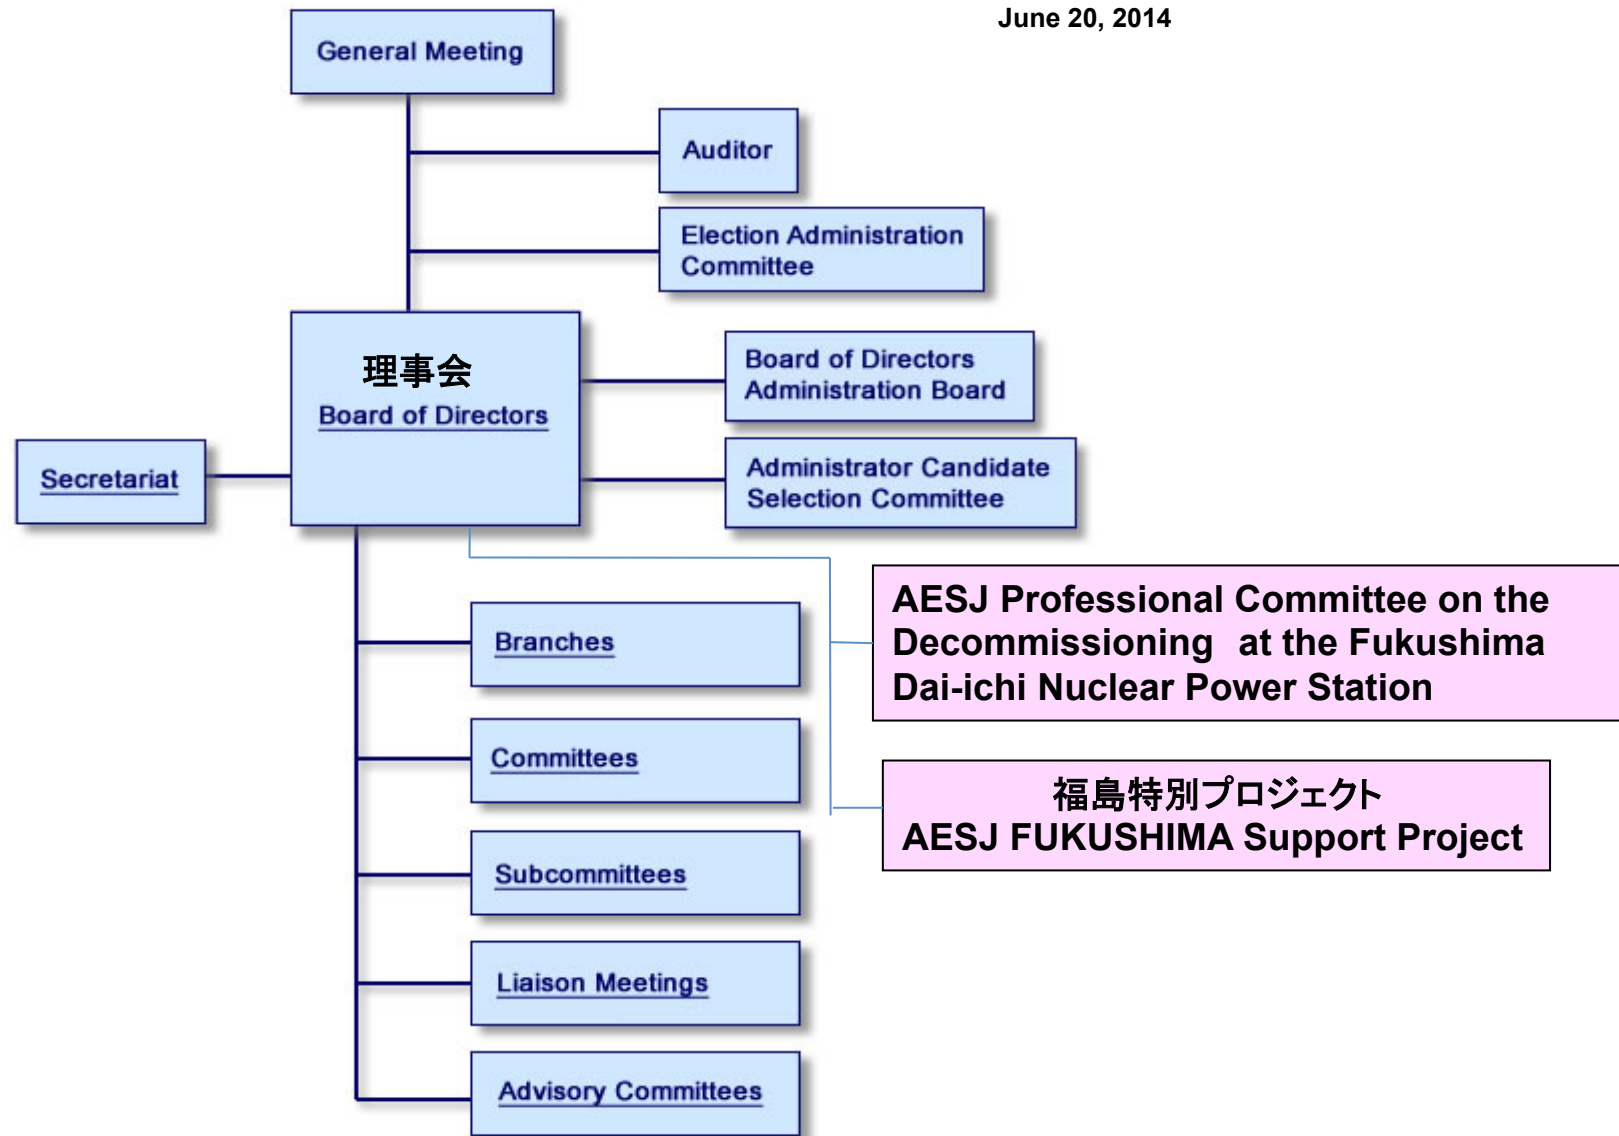 June 20, 2014
General Meeting
Auditor
Election Administration
Committee
理事会
Board of Directors
Board of Directors
Administration Board
Secretariat
Administrator Candidate
Selection Committee
AESJ Professional Committee on the
Decommissioning at the Fukushima
Dai-ichi Nuclear Power Station
Branches
Committees
福島特別プロジェクト
AESJ FUKUSHIMA Support Project
Subcommittees
Liaison Meetings
Advisory Committees